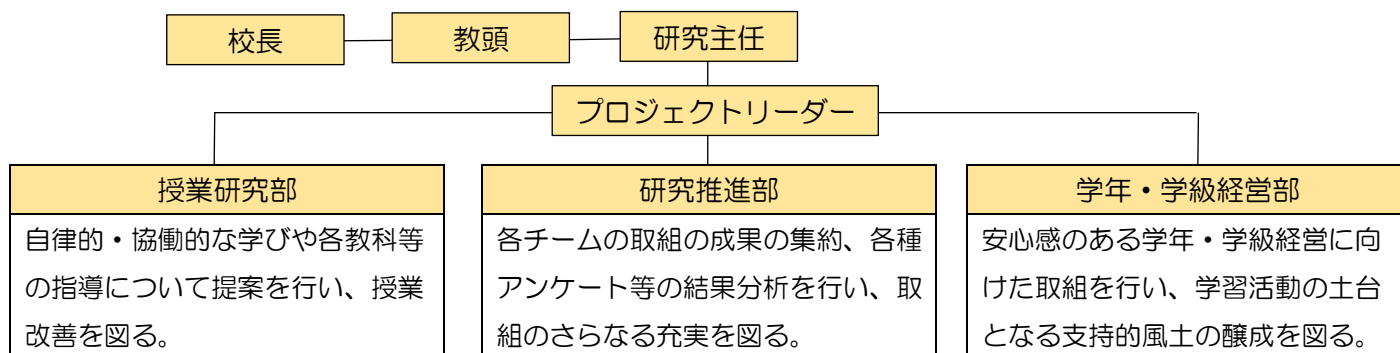 校長
教頭
研究主任
プロジェクトリーダー
授業研究部
自律的・協働的な学びや各教科等
の指導について提案を行い、授業
改善を図る。
研究推進部
各チームの取組の成果の集約、各種
アンケート等の結果分析を行い、取
組のさらなる充実を図る。
学年・学級経営部
安心感のある学年・学級経営に向
けた取組を行い、学習活動の土台
となる支持的風土の醸成を図る。